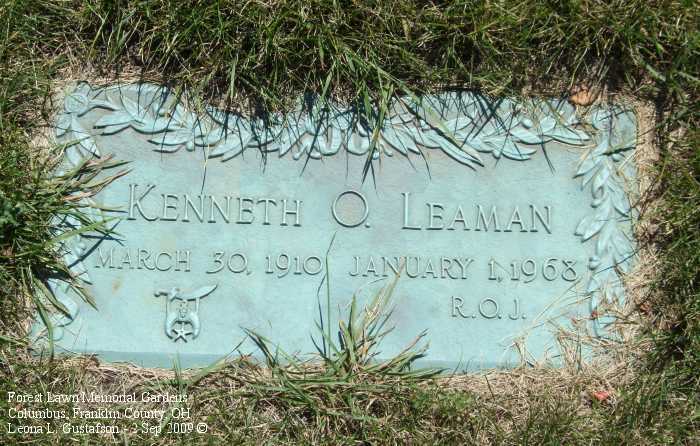 KENNETH O. LEAMAN
MARCH 30, 1910 JANUARY 1, 1968
R.O.J.
Forest Lawn Memorial Gardens
Columbus, Franklin County, OH
Leona L. Gustafson - 2 Sep 2009 ©